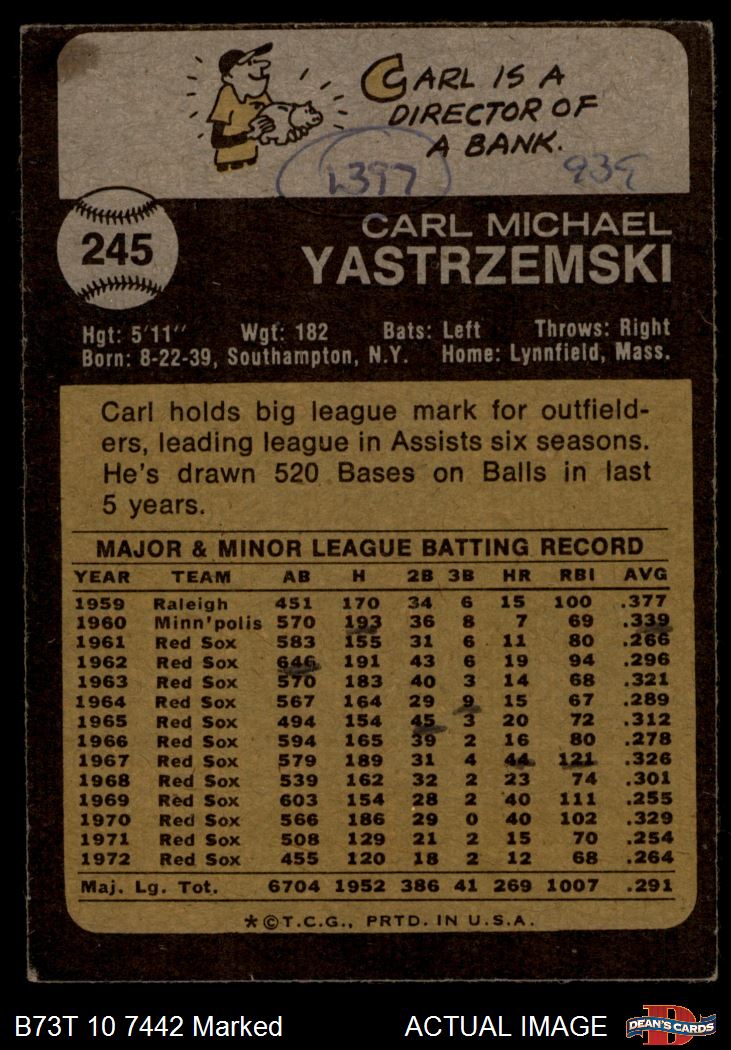 CARL IS A
DIRECTOR OF
A BANK.
1397 939
245
CARL MICHAEL
YASTRZEMSKI
Hgt: 5'11" Wgt: 182 Bats: Left Throws: Right
Born: 8-22-39, Southampton, N.Y. Home: Lynnfield, Mass.
Carl holds big league mark for outfield-
ers, leading league in Assists six seasons.
He's drawn 520 Bases on Balls in last
5 years.
MAJOR & MINOR LEAGUE BATTING RECORD
YEAR TEAM AB H 2B 3B HR RBI AVG
1959 Raleigh 451 170 34 6 15 100 .377
1960 Minn'polis 570 193 36 8 7 69 .339
1961 Red Sox 583 155 31 6 11 80 .266
1962 Red Sox 646 191 43 6 19 94 .296
1963 Red Sox 570 183 40 3 14 68 .321
1964 Red Sox 567 164 29 9 15 67 .289
1965 Red Sox 494 154 45 3 20 72 .312
1966 Red Sox 594 165 39 2 16 80 .278
1967 Red Sox 579 189 31 4 44 121 .326
1968 Red Sox 539 162 32 2 23 74 .301
1969 Red Sox 603 154 28 2 40 111 .255
1970 Red Sox 566 186 29 0 40 102 .329
1971 Red Sox 508 129 21 2 15 70 .254
1972 Red Sox 455 120 18 2 12 68 .264
Maj. Lg. Tot. 6704 1952 386 41 269 1007 .291
*©T.C.G., PRTD. IN U.S.A.
B73T 10 7442 Marked ACTUAL IMAGE DEAN'S CARDS